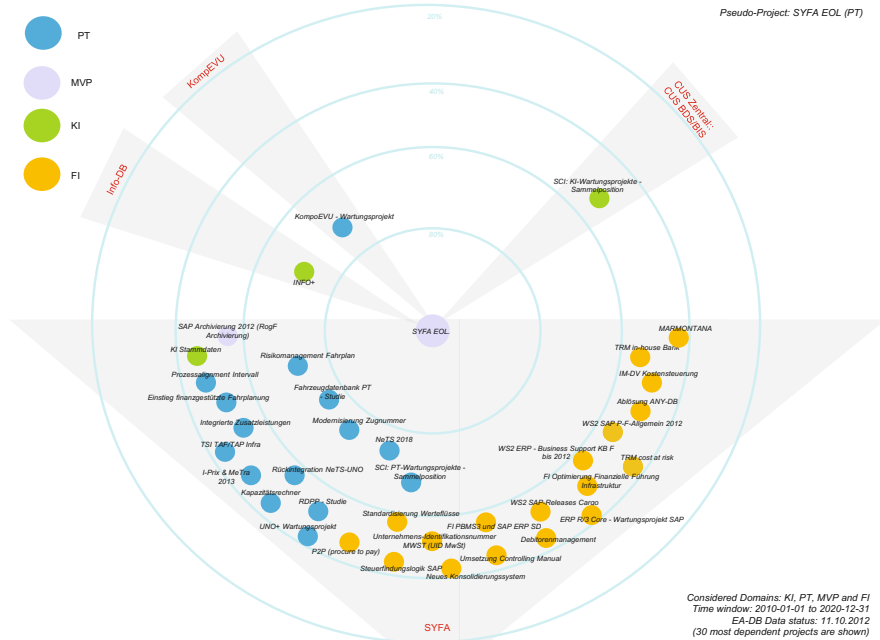 Pseudo-Project: SYFA EOL (PT)
PT
MVP
KI
FI
20%
40%
60%
80%
KompEVU
Info-DB
CUS Zentral::
CUS BDS/BIS
SCI: KI-Wartungsprojekte -
Sammelposition
KompoEVU - Wartungsprojekt
INFO+
SYFA EOL
SAP Archivierung 2012 (RogF
Archivierung)
KI Stammdaten
Prozessalignment Intervall
Einstieg finanzgestützte Fahrplanung
Integrierte Zusatzleistungen
TSI TAF/TAP Infra
I-Prix & MeTra
2013
Kapazitätsrechner
UNO+ Wartungsprojekt
Risikomanagement Fahrplan
Fahrzeugdatenbank PT
- Studie
Modernisierung Zugnummer
NeTS 2018
SCI: PT-Wartungsprojekte -
Sammelposition
Rückintegration NeTS-UNO
RDPP - Studie
MARMONTANA
TRM in-house Bank
IM-DV Kostensteuerung
Ablösung ANY-DB
WS2 SAP P-F-Allgemein 2012
WS2 ERP - Business Support KB F
bis 2012
TRM cost at risk
FI Optimierung Finanzielle Führung
Infrastruktur
WS2 SAP-Releases Cargo
ERP R/3 Core - Wartungsprojekt SAP
Standardisierung Werteflüsse
FI PBMS3 und SAP ERP SD
Debitorenmanagement
Unternehmens-Identifikationsnummer
MWST (UID MwSt)
P2P (procure to pay)
Umsetzung Controlling Manual
Steuerfindungslogik SAP
Neues Konsolidierungssystem
SYFA
Considered Domains: KI, PT, MVP and FI
Time window: 2010-01-01 to 2020-12-31
EA-DB Data status: 11.10.2012
(30 most dependent projects are shown)